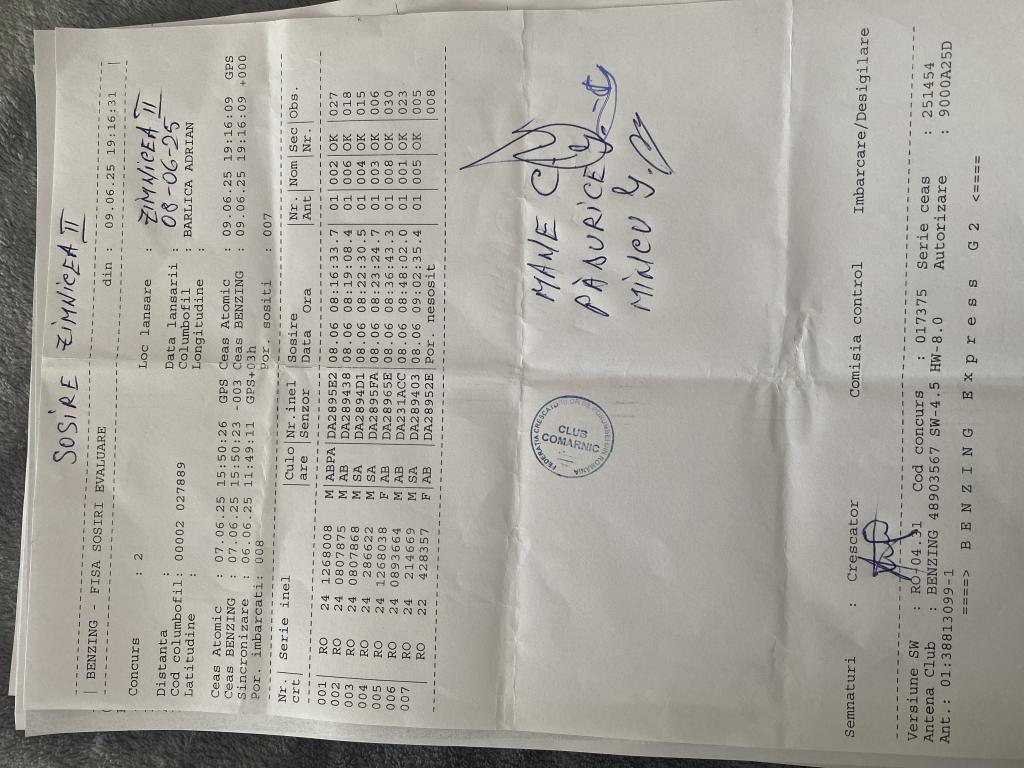 SOSIRE ZIMNICEA II
| BENZING - FISA SOSIRI EVALUARE din : 09.06.25 19:16:31 |
Concurs : 2 Loc lansare : ZIMNICEA II
Distanta : Data lansarii : 08-06-25
Cod columbofil: 00002 027889 Columbofil : BARLICA ADRIAN
Latitudine : Longitudine :
Ceas Atomic : 07.06.25 15:50:26 GPS Ceas Atomic : 09.06.25 19:16:09 GPS
Ceas BENZING : 07.06.25 15:50:23 -003 Ceas BENZING : 09.06.25 19:16:09 +000
Sincronizare : 06.06.25 11:49:11 GPS+03h
Por. imbarcati: 008 Por. sositi : 007
Nr. | Serie inel |Culo|Nr.inel |Sosire |Nr.|Nom|Sec|Obs.
crt| |are |Senzor |Data Ora |Ant| |Nr.|
001 | RO 24 1268008 M ABPA|DA2895E2|08.06 08:16:33.7| 01|006|OK |027
002 | RO 24 0807875 M AB |DA289438|08.06 08:19:08.4| 01|006|OK |018
003 | RO 24 0807868 M SA |DA2894D1|08.06 08:22:30.5| 01|004|OK |015
004 | RO 24 286622 M SA |DA2895FA|08.06 08:23:24.7| 01|003|OK |006
005 | RO 24 1268038 F AB |DA28965E|08.06 08:36:43.3| 01|008|OK |030
006 | RO 24 0893664 M AB |DA231ACC|08.06 08:48:02.0| 01|001|OK |023
007 | RO 24 214669 M SA |DA289403|08.06 09:02:35.4| 01|005|OK |005
RO 22 428357 F AB |DA28952E|Por. nesosit |008
MANE C
PĂDURICE
MINCU G.
CLUB
COMARNIC
Semnaturi : Crescator Comisia control Imbarcare/Desigilare
Versiune SW : RO/04.31 Cod concurs : 017375 Serie ceas : 251454
Antena Club : BENZING 48903567 SW-4.5 HW-8.0 Autorizare : 9000A25D
Ant.: 01:38813099-1
====> B E N Z I N G E x p r e s s G 2 <====